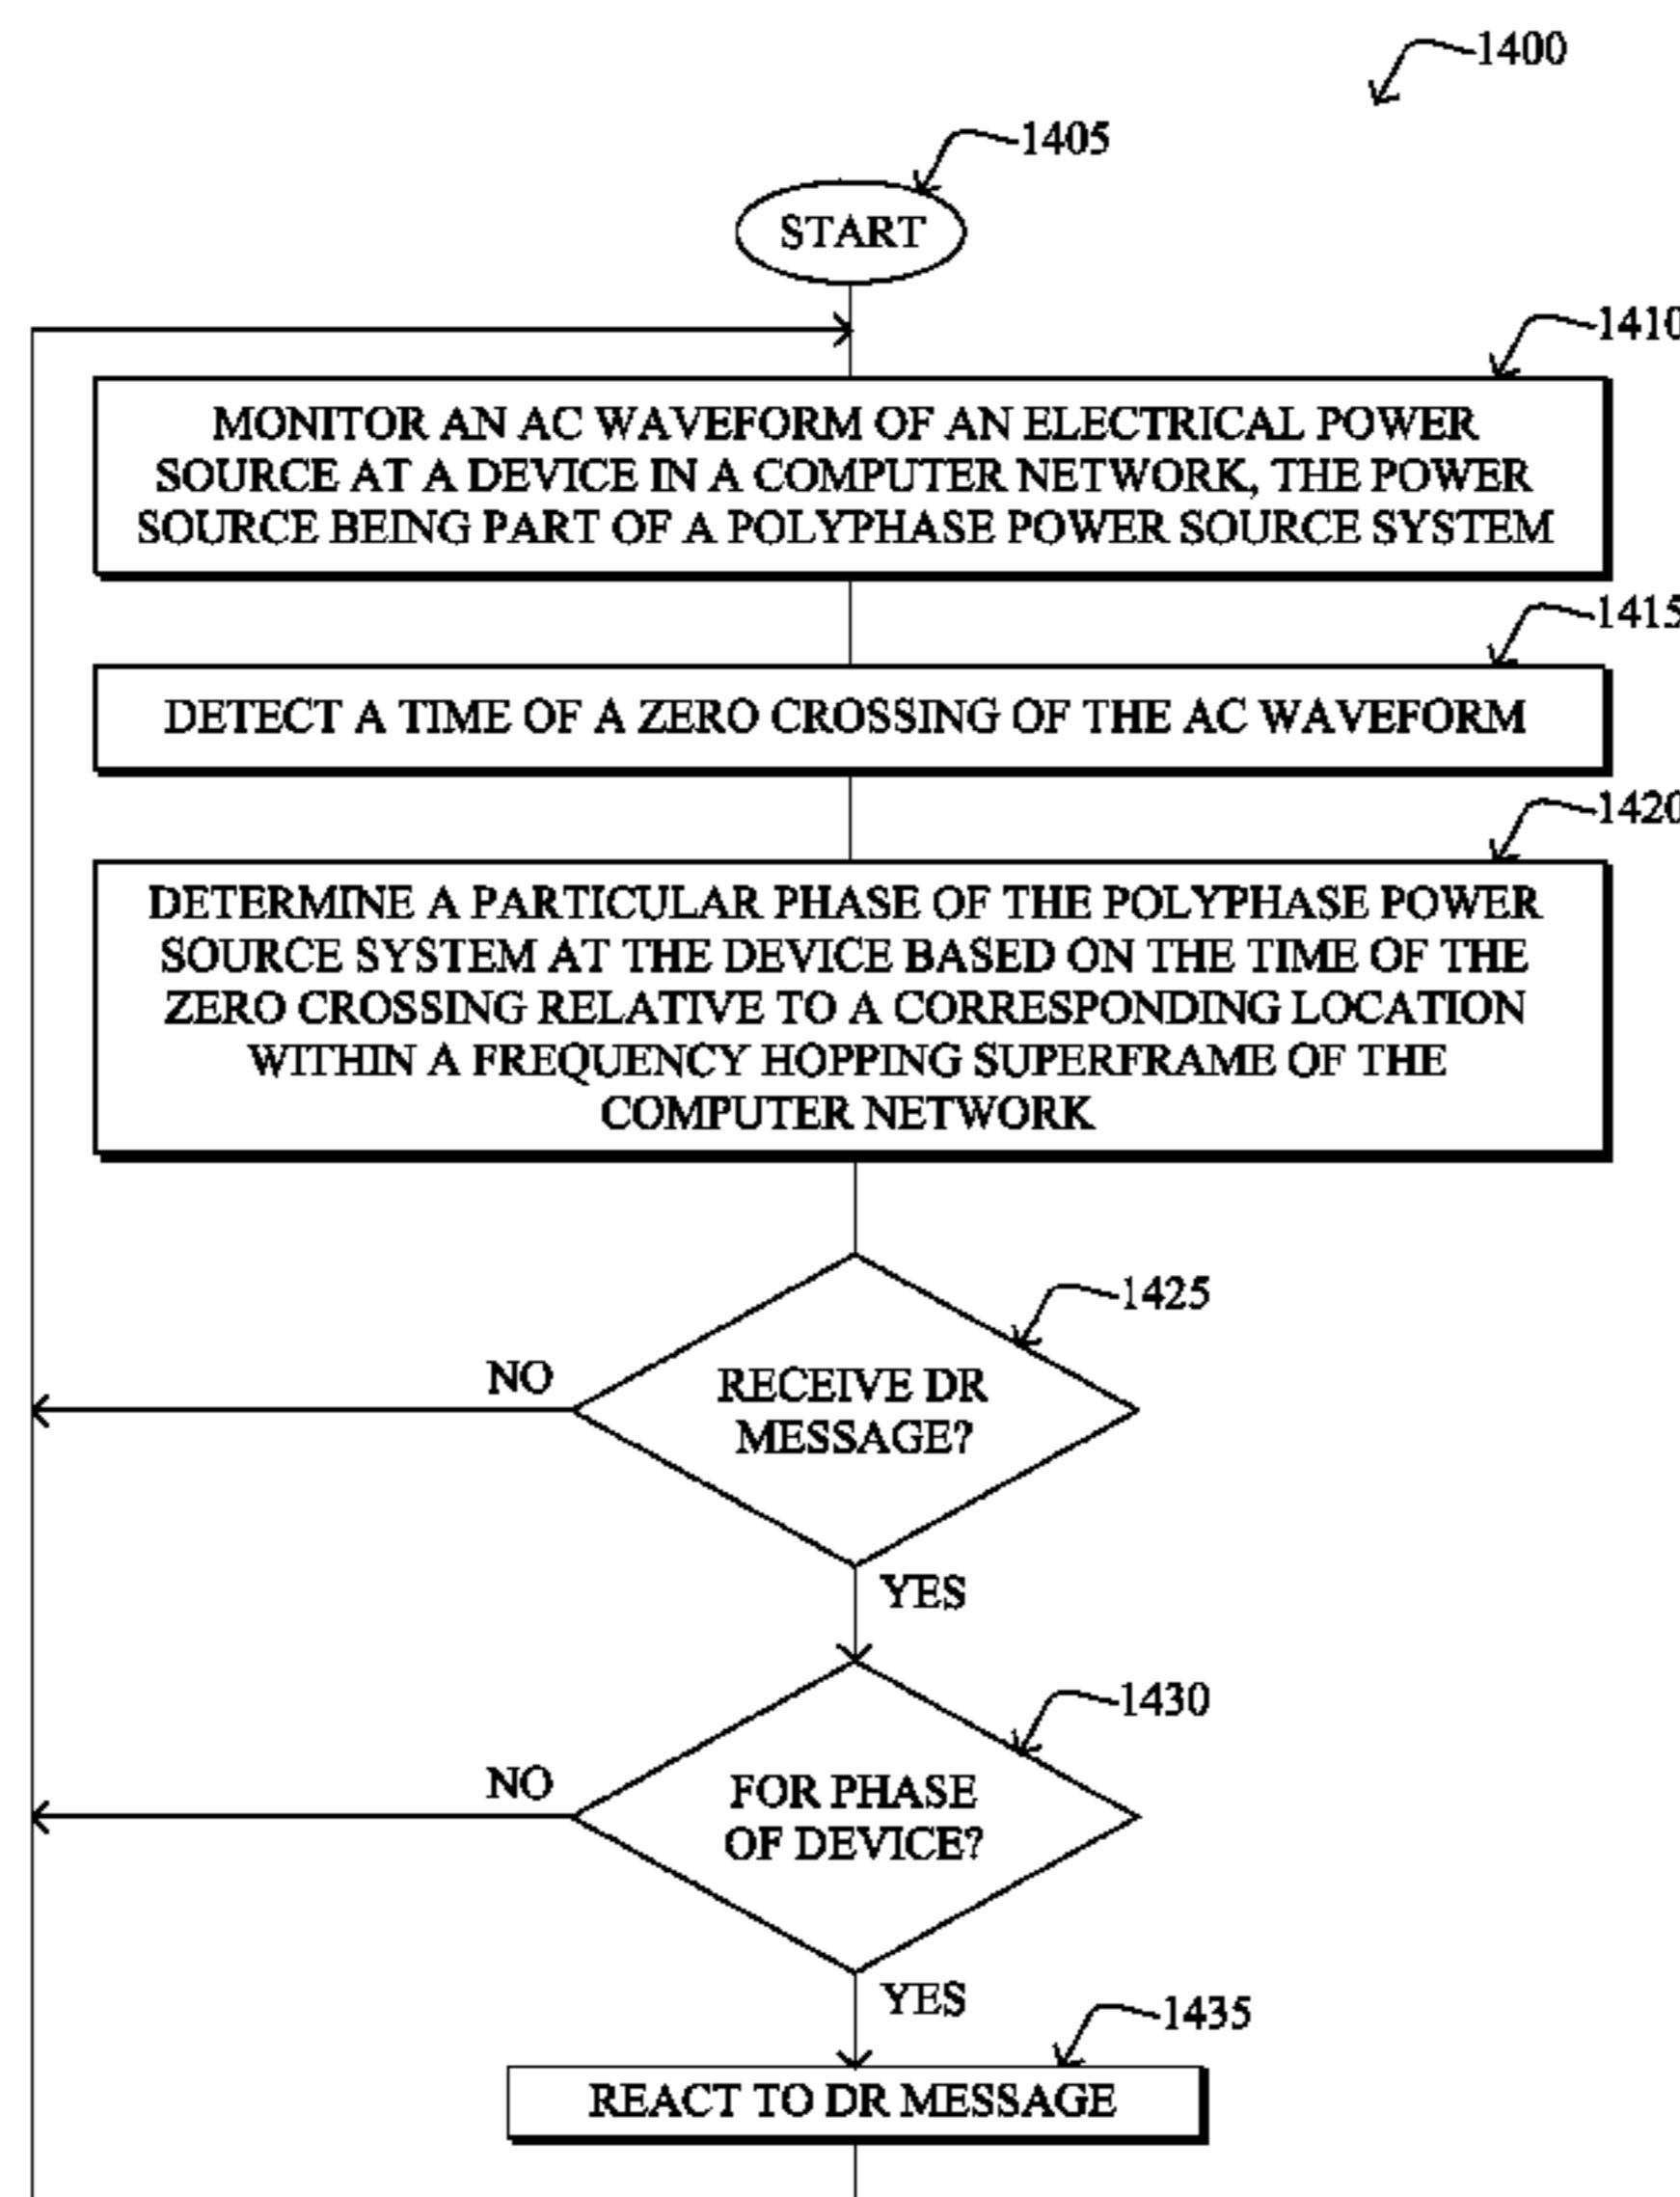 1400
1405
START
1410
MONITOR AN AC WAVEFORM OF AN ELECTRICAL POWER
SOURCE AT A DEVICE IN A COMPUTER NETWORK, THE POWER
SOURCE BEING PART OF A POLYPHASE POWER SOURCE SYSTEM
1415
DETECT A TIME OF A ZERO CROSSING OF THE AC WAVEFORM
1420
DETERMINE A PARTICULAR PHASE OF THE POLYPHASE POWER
SOURCE SYSTEM AT THE DEVICE BASED ON THE TIME OF THE
ZERO CROSSING RELATIVE TO A CORRESPONDING LOCATION
WITHIN A FREQUENCY HOPPING SUPERFRAME OF THE
COMPUTER NETWORK
1425
NO
RECEIVE DR
MESSAGE?
YES
1430
NO
FOR PHASE
OF DEVICE?
YES
1435
REACT TO DR MESSAGE